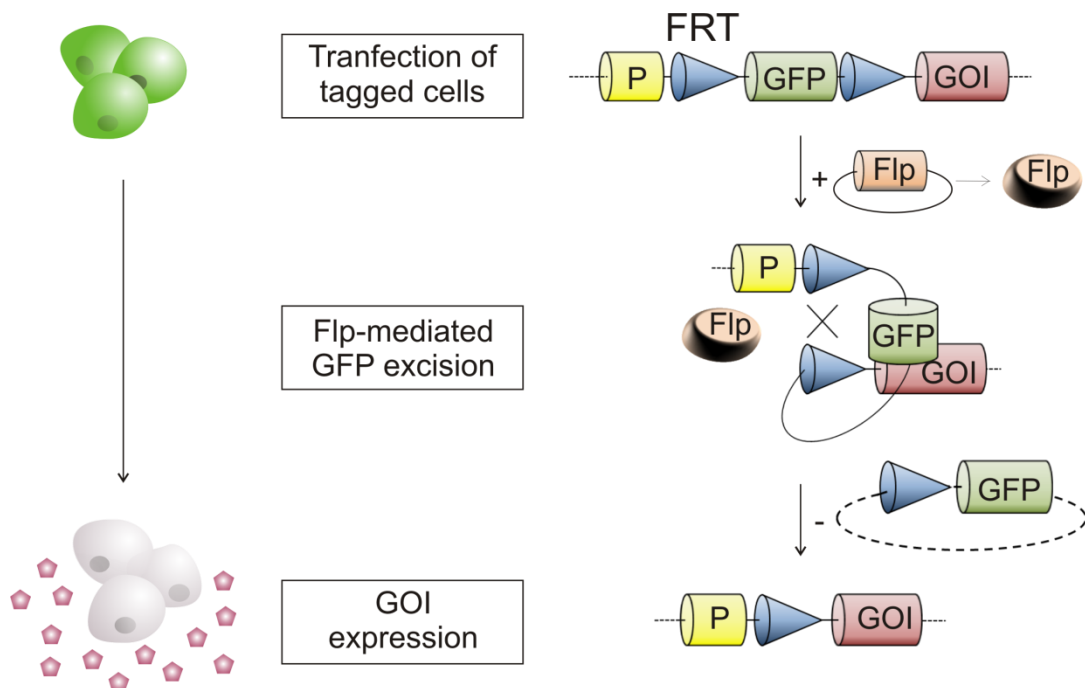 FRT
Tranfection of
tagged cells
P
GFP
GOI
+
Flp
Flp
P
Flp-mediated
GFP excision
Flp
GFP
GOI
GFP
-
GOI
expression
P
GOI